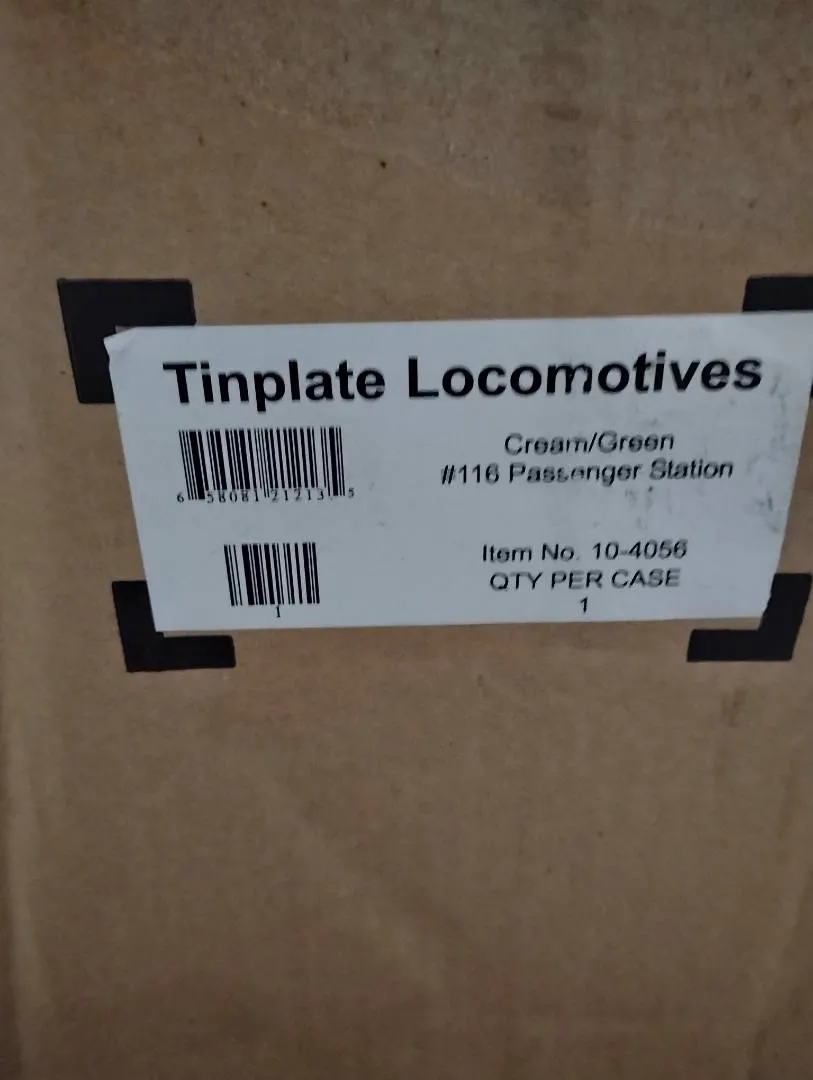 Tinplate Locomotives
Cream/Green
#116 Passenger Station
6 58081 21213 5
Item No. 10-4056
QTY PER CASE
1
1